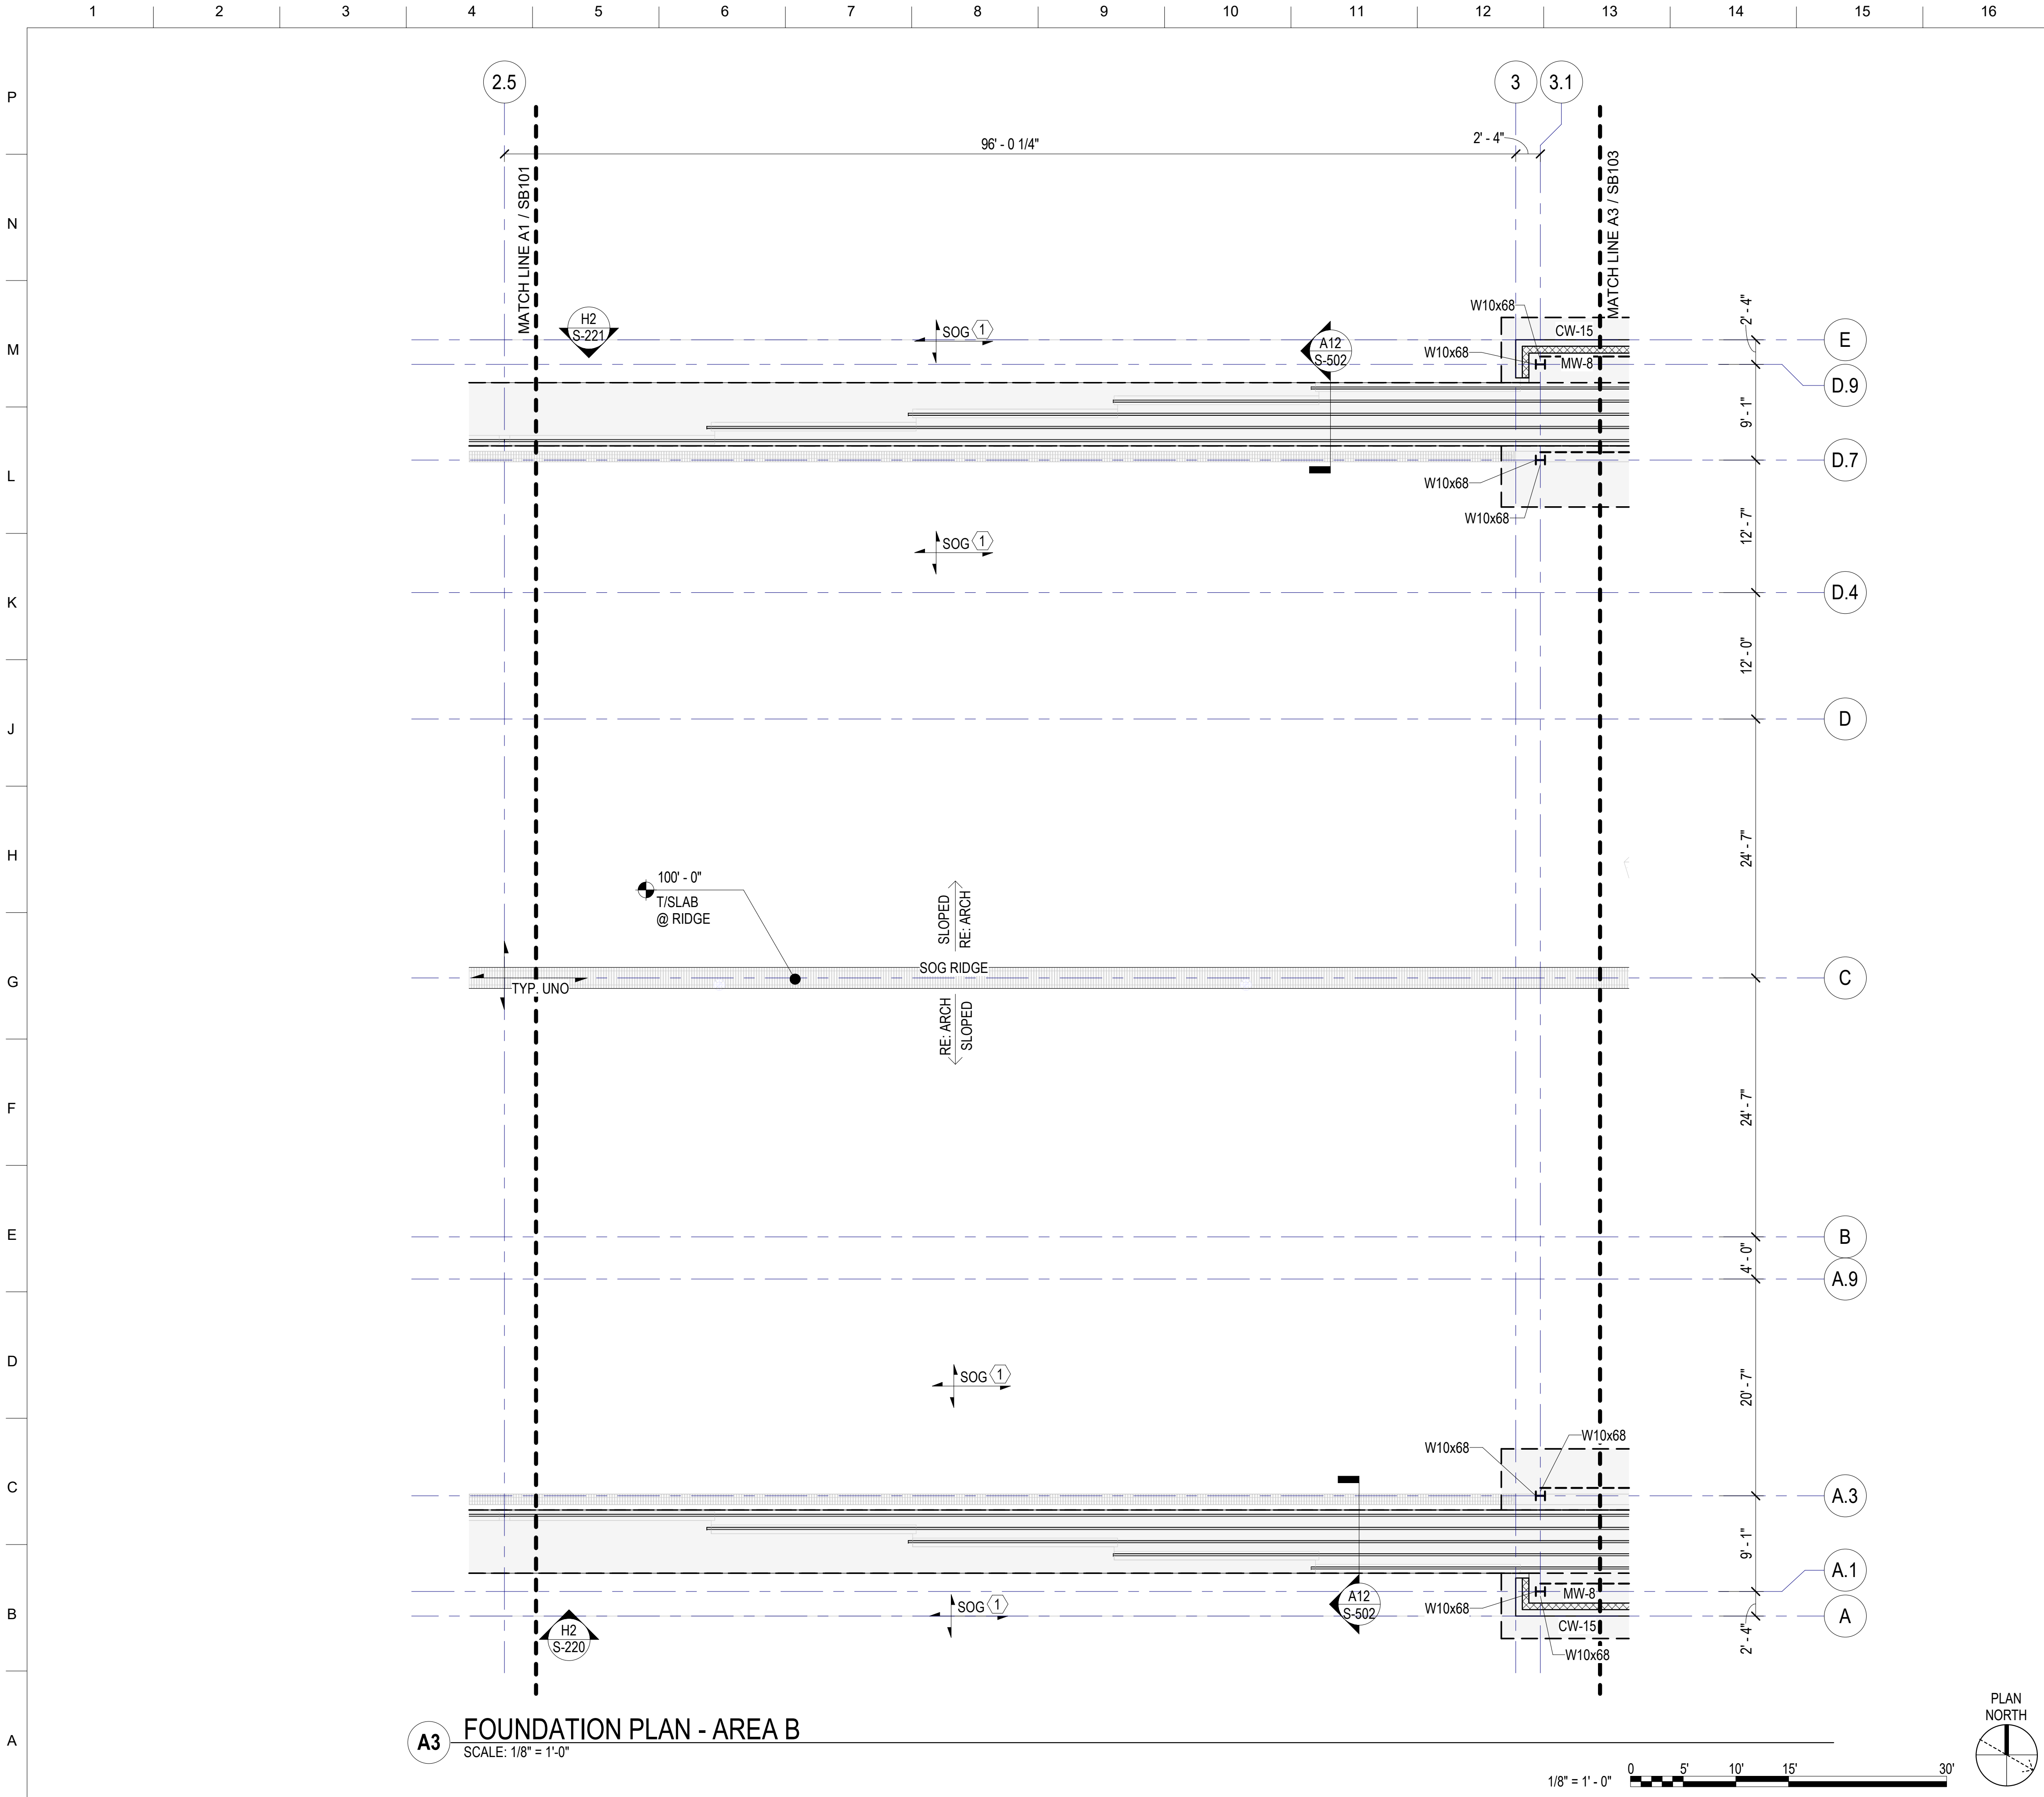 1 2 3 4 5 6 7 8 9 10 11 12 13 14 15 16
P
2.5
3
3.1
96' - 0 1/4"
2' - 4"
MATCH LINE A1 / SB101
MATCH LINE A3 / SB103
N
W10x68
2' - 4"
H2
S-221
SOG 1
CW-15
E
M
A12
S-502
W10x68
MW-8
D.9
9' - 1"
D.7
L
W10x68
W10x68
12' - 7"
SOG 1
K
D.4
12' - 0"
J
D
H
24' - 7"
100' - 0"
T/SLAB
@ RIDGE
SLOPED
RE: ARCH
SOG RIDGE
G
C
TYP. UNO
RE: ARCH
SLOPED
F
24' - 7"
E
B
4' - 0"
A.9
D
SOG 1
20' - 7"
W10x68
W10x68
C
A.3
9' - 1"
A.1
MW-8
A12
S-502
W10x68
SOG 1
B
A
CW-15
H2
S-220
2' - 4"
W10x68
A
A3
FOUNDATION PLAN - AREA B
SCALE: 1/8" = 1'-0"
PLAN
NORTH
1/8" = 1' - 0"
0 5' 10' 15' 30'